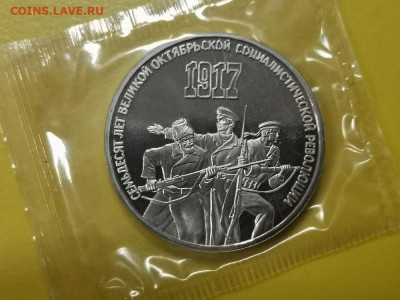 COINS.LAVE.RU
СЕМЬДЕСЯТ ЛЕТ ВЕЛИКОЙ ОКТЯБРЬСКОЙ СОЦИАЛИСТИЧЕСКОЙ РЕВОЛЮЦИИ
1917